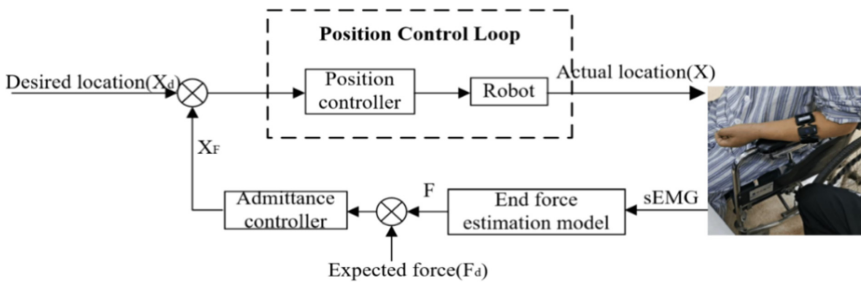 Position Control Loop
Desired location(Xd)
Position
controller
Robot
Actual location(X)
XF
Admittance
controller
F
End force
estimation model
sEMG
Expected force(Fd)